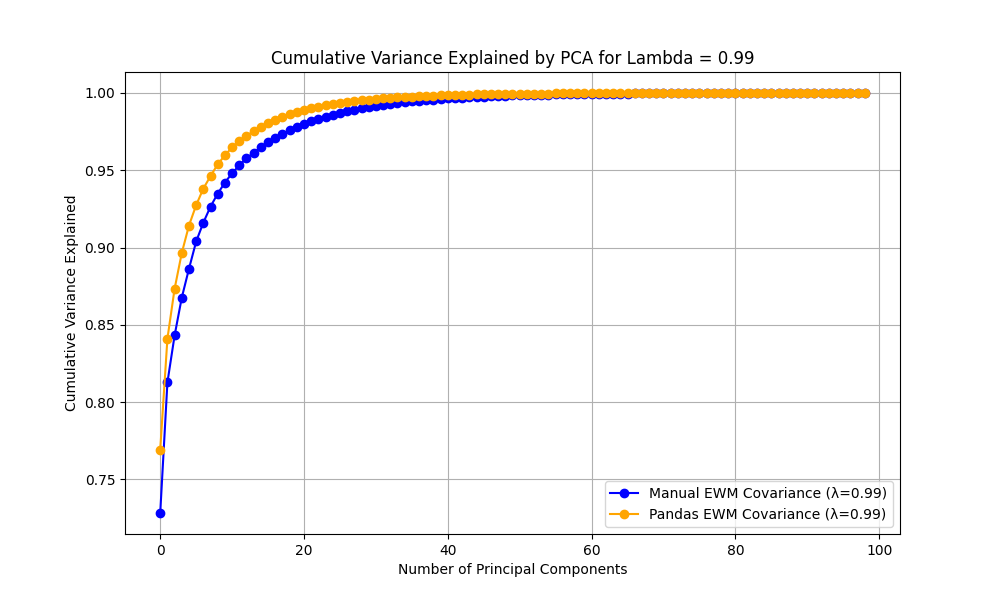 Cumulative Variance Explained by PCA for Lambda = 0.99
Cumulative Variance Explained
1.00
0.95
0.90
0.85
0.80
0.75
0 20 40 60 80 100
Number of Principal Components
Manual EWM Covariance (λ=0.99)
Pandas EWM Covariance (λ=0.99)